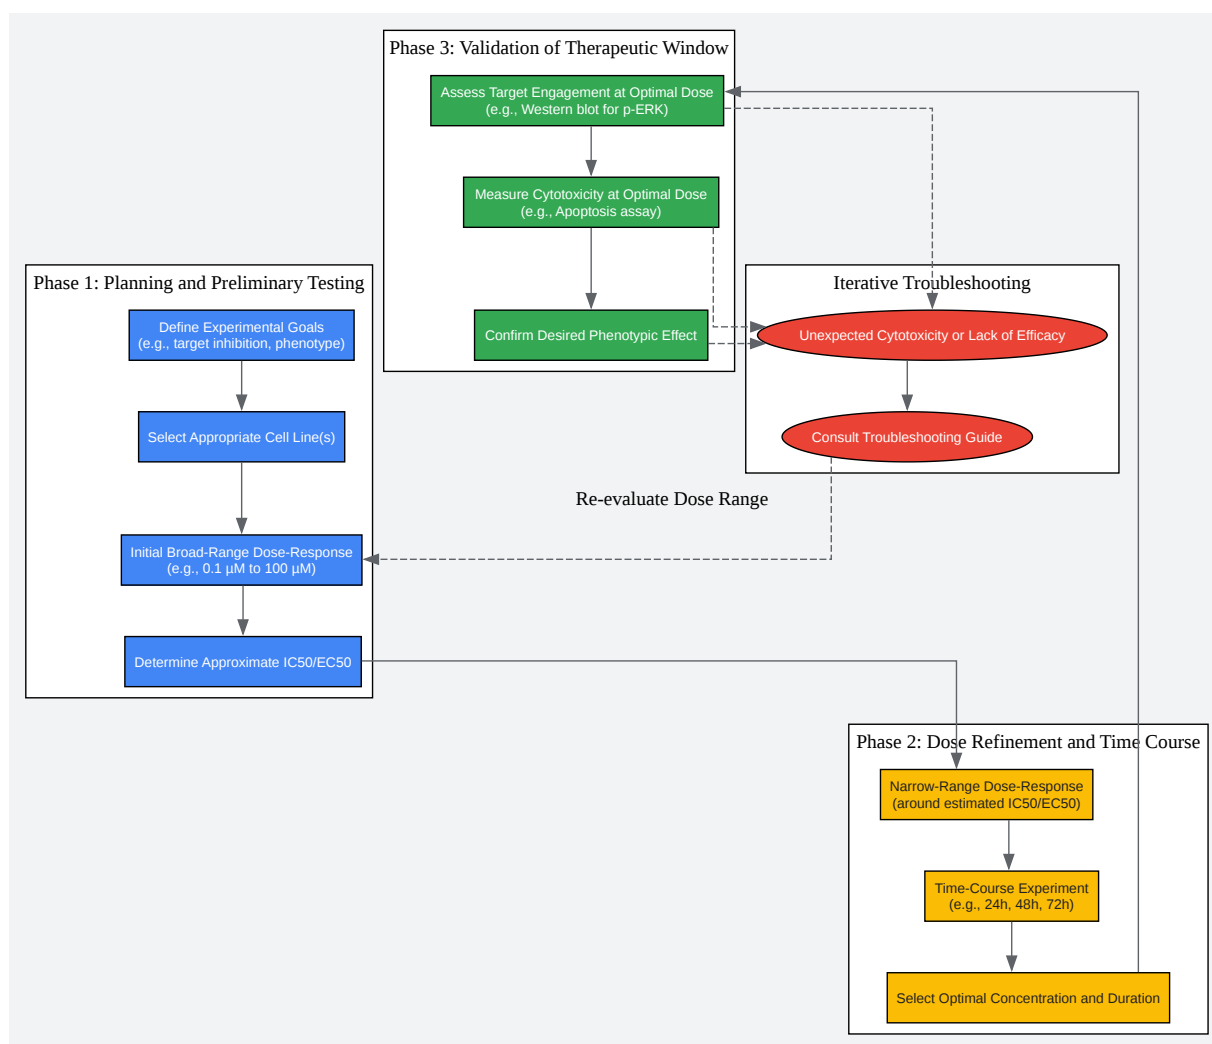 Phase 3: Validation of Therapeutic Window
Assess Target Engagement at Optimal Dose
(e.g., Western blot for p-ERK)
Measure Cytotoxicity at Optimal Dose
(e.g., Apoptosis assay)
Confirm Desired Phenotypic Effect
Phase 1: Planning and Preliminary Testing
Define Experimental Goals
(e.g., target inhibition, phenotype)
Select Appropriate Cell Line(s)
Initial Broad-Range Dose-Response
(e.g., 0.1 µM to 100 µM)
Determine Approximate IC50/EC50
Iterative Troubleshooting
Unexpected Cytotoxicity or Lack of Efficacy
Consult Troubleshooting Guide
Re-evaluate Dose Range
Phase 2: Dose Refinement and Time Course
Narrow-Range Dose-Response
(around estimated IC50/EC50)
Time-Course Experiment
(e.g., 24h, 48h, 72h)
Select Optimal Concentration and Duration